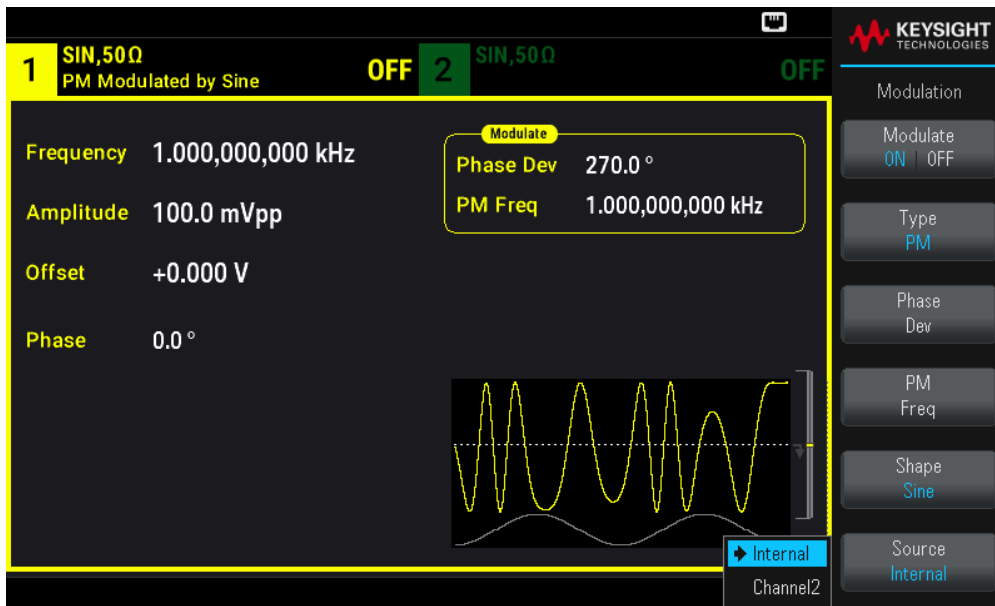 KEYSIGHT
TECHNOLOGIES
1
SIN,50Ω
PM Modulated by Sine
OFF
2
SIN,50Ω
OFF
Modulation
Frequency 1.000,000,000 kHz
Amplitude 100.0 mVpp
Offset +0.000 V
Phase 0.0 °
Modulate
Phase Dev 270.0 °
PM Freq 1.000,000,000 kHz
Modulate
ON | OFF
Type
PM
Phase
Dev
PM
Freq
Shape
Sine
Source
Internal
Internal
Channel2